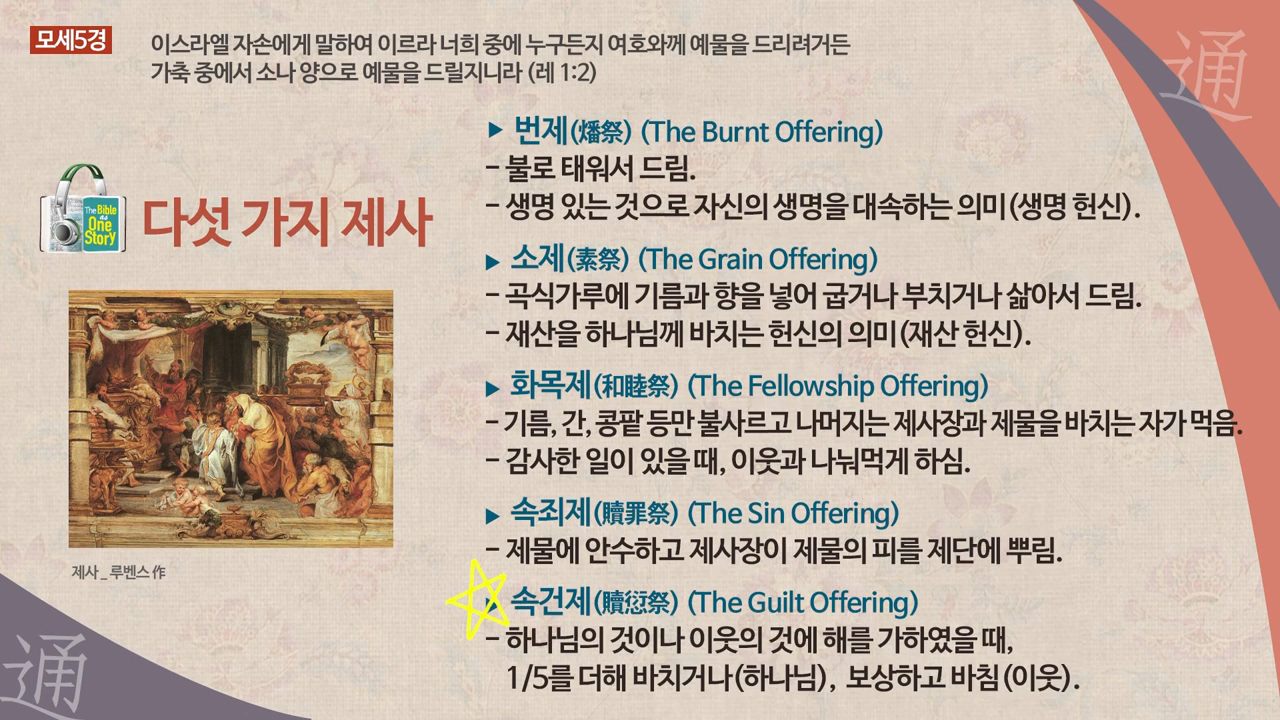 모세5경
이스라엘 자손에게 말하여 이르라 너희 중에 누구든지 여호와께 예물을 드리려거든
가축 중에서 소나 양으로 예물을 드릴지니라 (레 1:2)
通
The Bible
One
Story
다섯 가지 제사
제사_루벤스 作
▶ 번제(燔祭) (The Burnt Offering)
- 불로 태워서 드림.
- 생명 있는 것으로 자신의 생명을 대속하는 의미(생명 헌신).
▶ 소제(素祭) (The Grain Offering)
- 곡식가루에 기름과 향을 넣어 굽거나 부치거나 삶아서 드림.
- 재산을 하나님께 바치는 헌신의 의미(재산 헌신).
▶ 화목제(和睦祭) (The Fellowship Offering)
- 기름, 간, 콩팥 등만 불사르고 나머지는 제사장과 제물을 바치는 자가 먹음.
- 감사한 일이 있을 때, 이웃과 나눠먹게 하심.
▶ 속죄제(贖罪祭) (The Sin Offering)
- 제물에 안수하고 제사장이 제물의 피를 제단에 뿌림.
▶ 속건제(贖愆祭) (The Guilt Offering)
- 하나님의 것이나 이웃의 것에 해를 가하였을 때,
1/5를 더해 바치거나(하나님), 보상하고 바침(이웃).
通